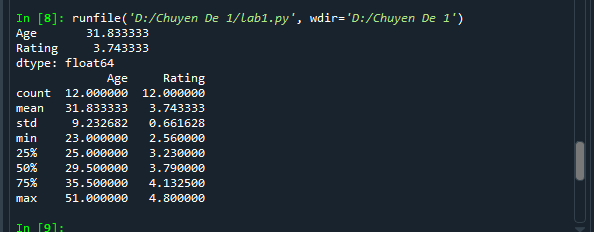 In [8]: runfile('D:/Chuyen De 1/lab1.py', wdir='D:/Chuyen De 1')
Age       31.833333
Rating     3.743333
dtype: float64
             Age     Rating
count  12.000000  12.000000
mean   31.833333   3.743333
std     9.232682   0.661628
min    23.000000   2.560000
25%    25.000000   3.230000
50%    29.500000   3.790000
75%    35.500000   4.132500
max    51.000000   4.800000
In [9]: